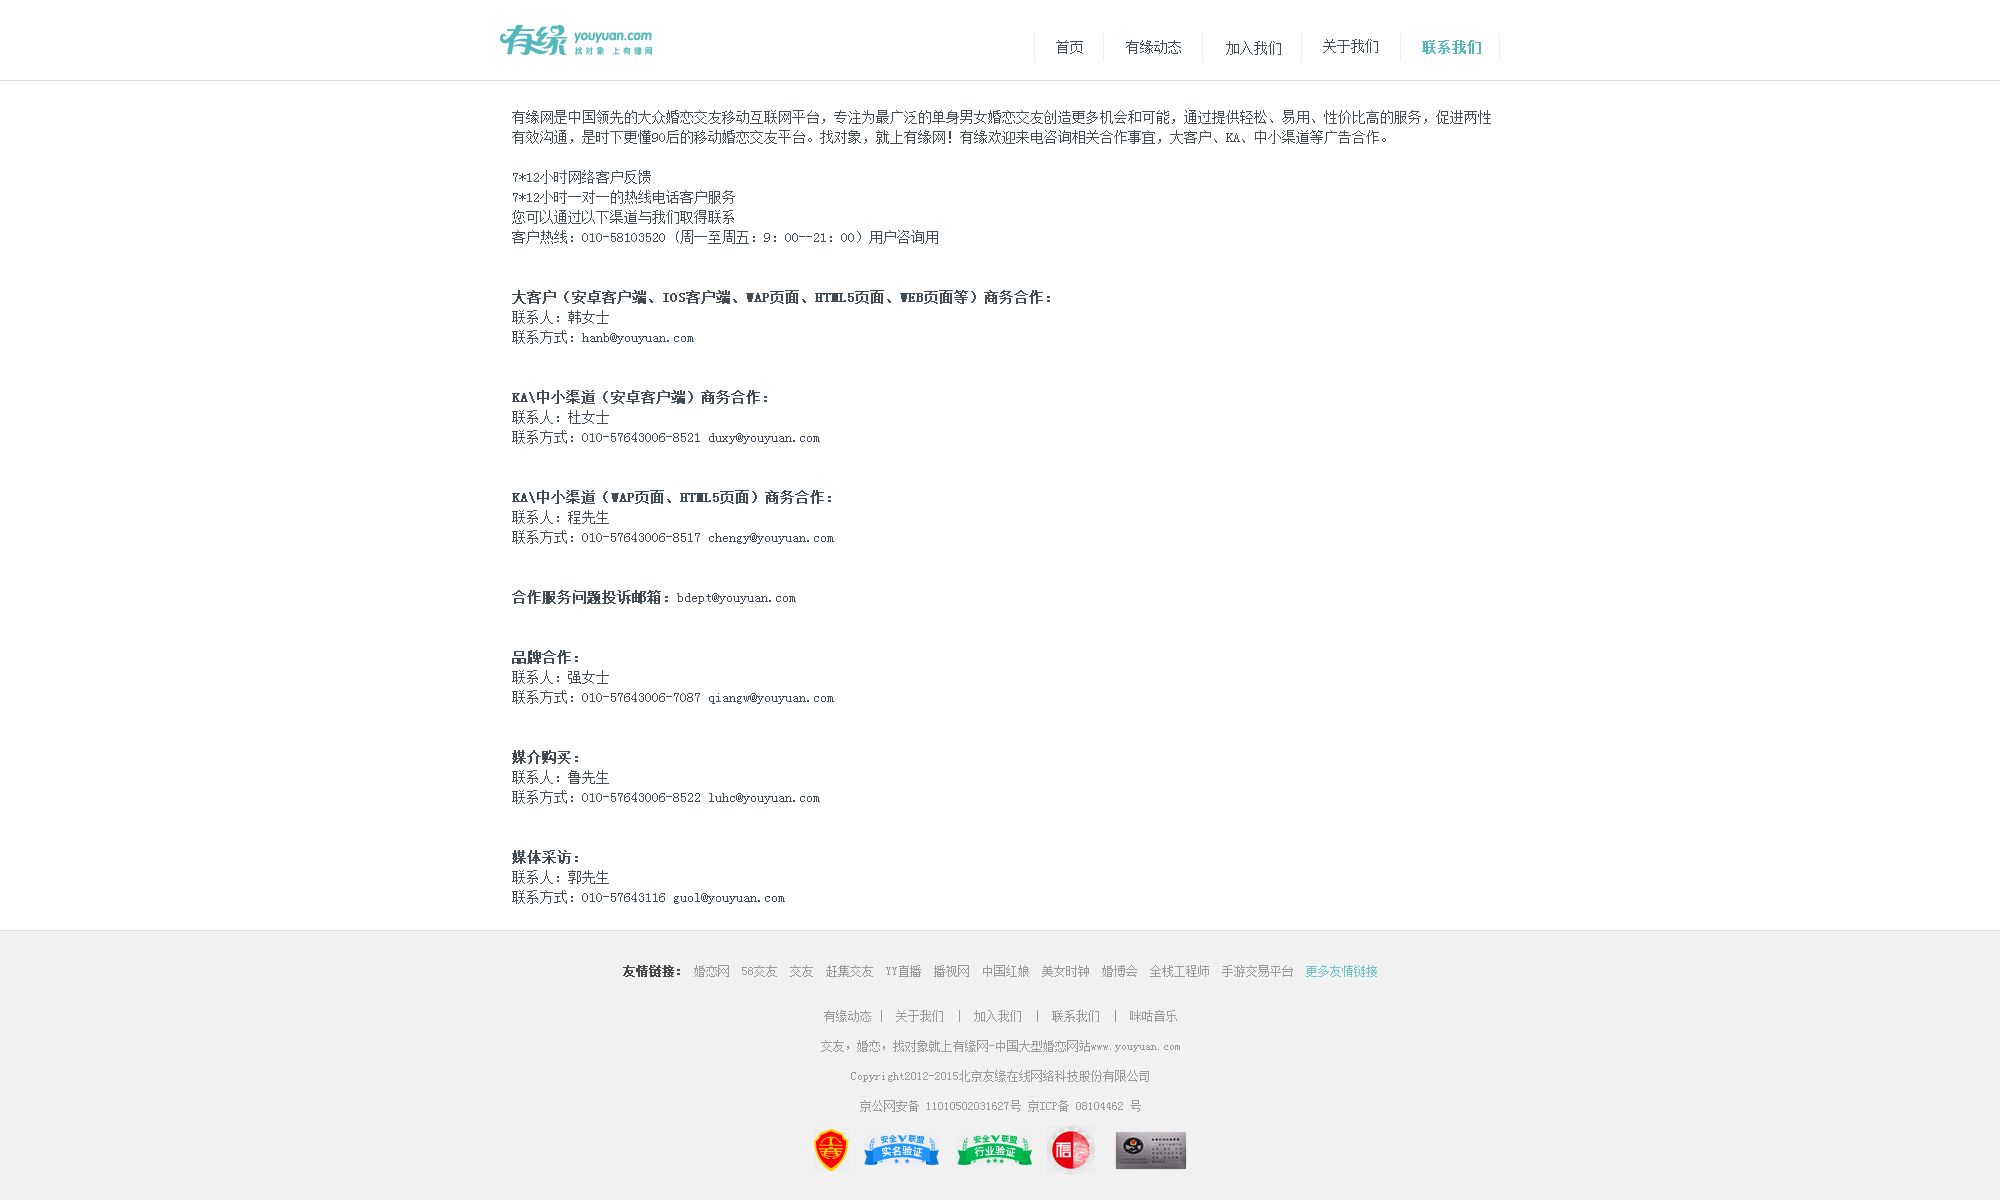 有缘 youyuan.com
找对象 上有缘网
首页
有缘动态
加入我们
关于我们
联系我们
有缘网是中国领先的大众婚恋交友移动互联网平台，专注为最广泛的单身男女婚恋交友创造更多机会和可能，通过提供轻松、易用、性价比高的服务，促进两性
有效沟通，是时下更懂90后的移动婚恋交友平台。找对象，就上有缘网！有缘欢迎来电咨询相关合作事宜，大客户、KA、中小渠道等广告合作。
7*12小时网络客户反馈
7*12小时一对一的热线电话客户服务
您可以通过以下渠道与我们取得联系
客户热线：010-58103520（周一至周五：9：00--21：00）用户咨询用
大客户（安卓客户端、IOS客户端、WAP页面、HTML5页面、WEB页面等）商务合作：
联系人：韩女士
联系方式：hanb@youyuan.com
KA\中小渠道（安卓客户端）商务合作：
联系人：杜女士
联系方式：010-57643006-8521 duxy@youyuan.com
KA\中小渠道（WAP页面、HTML5页面）商务合作：
联系人：程先生
联系方式：010-57643006-8517 chengy@youyuan.com
合作服务问题投诉邮箱：bdept@youyuan.com
品牌合作：
联系人：强女士
联系方式：010-57643006-7087 qiangw@youyuan.com
媒介购买：
联系人：鲁先生
联系方式：010-57643006-8522 luhc@youyuan.com
媒体采访：
联系人：郭先生
联系方式：010-57643116 guol@youyuan.com
友情链接： 婚恋网 58交友 交友 赶集交友 YY直播 播视网 中国红娘 美女时钟 婚博会 全栈工程师 手游交易平台 更多友情链接
有缘动态 | 关于我们 | 加入我们 | 联系我们 | 咪咕音乐
交友，婚恋，找对象就上有缘网-中国大型婚恋网站www.youyuan.com
Copyright2012-2015北京友缘在线网络科技股份有限公司
京公网安备 11010502031627号 京ICP备 08104462 号
安全V联盟
实名验证
安全V联盟
行业验证
信